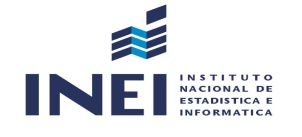 INEI
INSTITUTO
NACIONAL DE
ESTADISTICA E
INFORMATICA